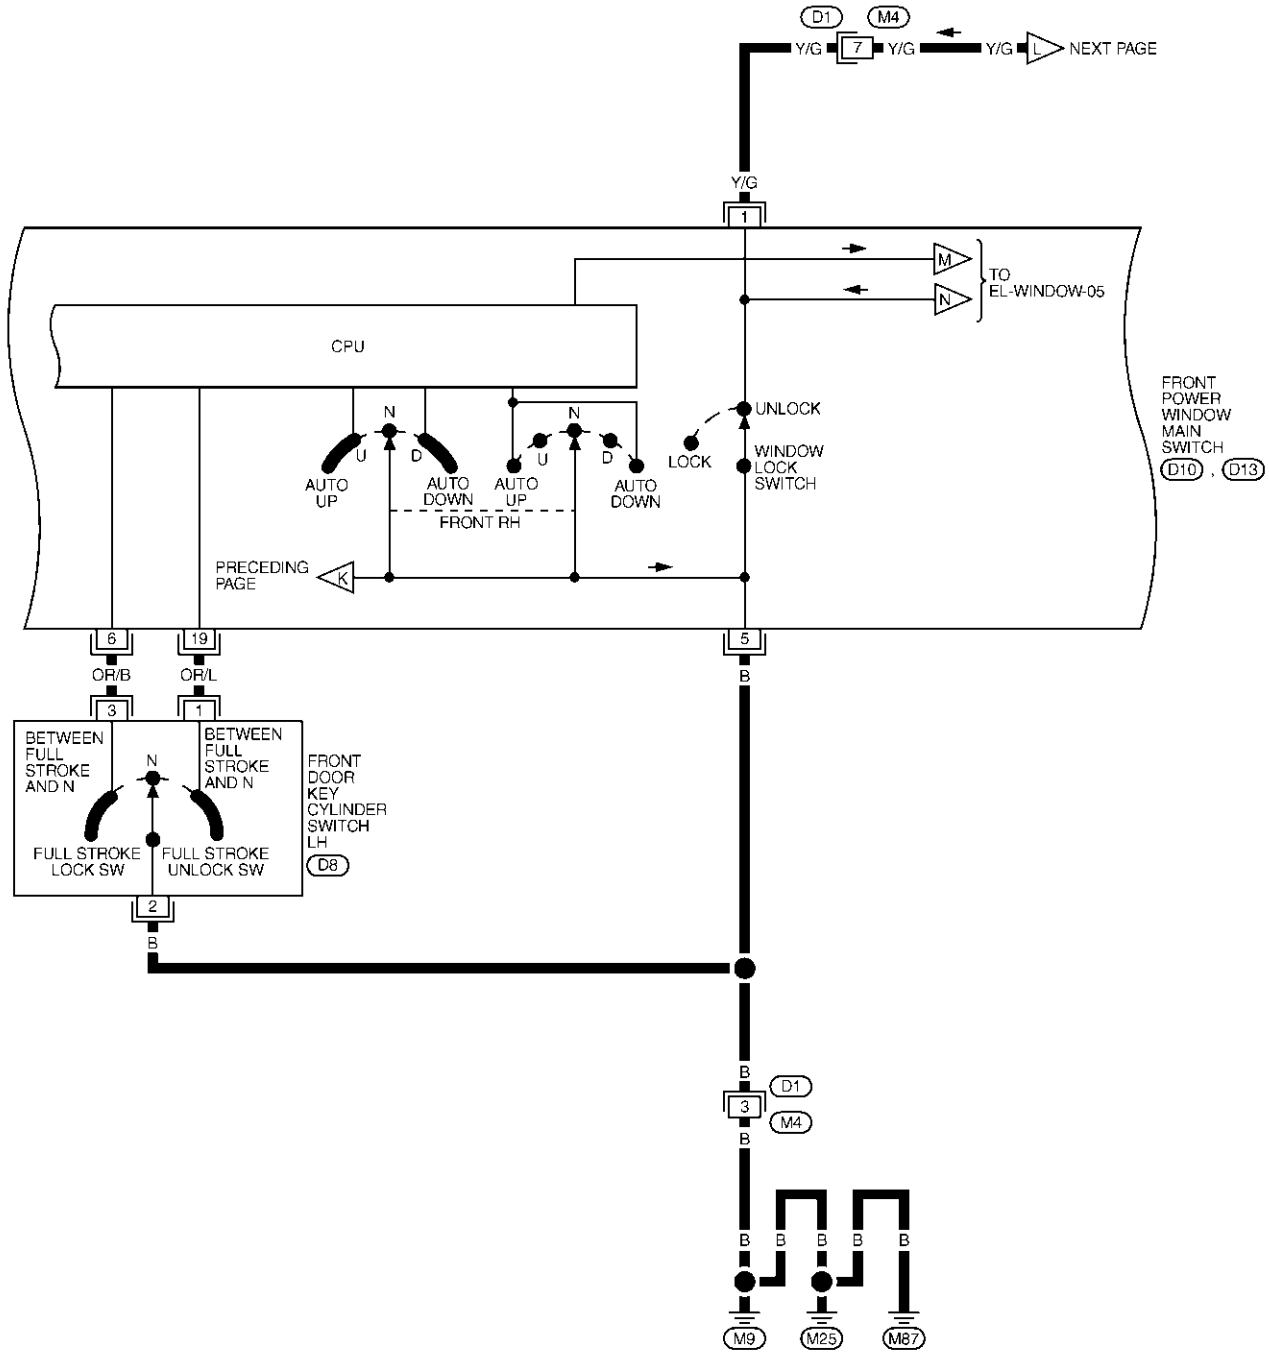 D1 M4
Y/G 7 Y/G Y/G L NEXT PAGE
Y/G
1
M
N
TO
EL-WINDOW-05
CPU
N
U D
AUTO
UP
AUTO
DOWN
N
U D
AUTO
UP
AUTO
DOWN
FRONT RH
UNLOCK
LOCK
WINDOW
LOCK
SWITCH
FRONT
POWER
WINDOW
MAIN
SWITCH
D10 , D13
PRECEDING
PAGE
K
6 19 5
OR/B OR/L B
3 1
BETWEEN
FULL
STROKE
AND N
N
BETWEEN
FULL
STROKE
AND N
FULL STROKE
LOCK SW
FULL STROKE
UNLOCK SW
FRONT
DOOR
KEY
CYLINDER
SWITCH
LH
D8
2
B
B
D1
3
M4
B
B B B B B
M9 M25 M87